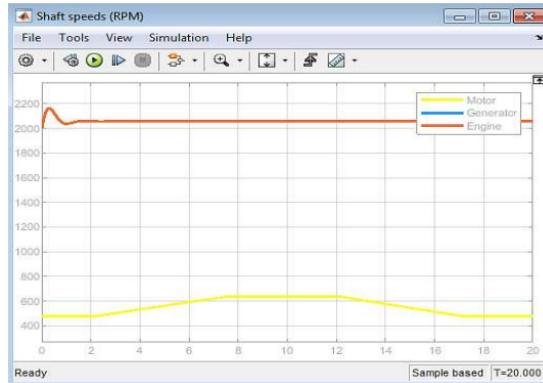 Shaft speeds (RPM)
File Tools View Simulation Help
Motor
Generator
Engine
2200
2000
1800
1600
1400
1200
1000
800
600
400
0 2 4 6 8 10 12 14 16 18 20
Ready Sample based T=20.000